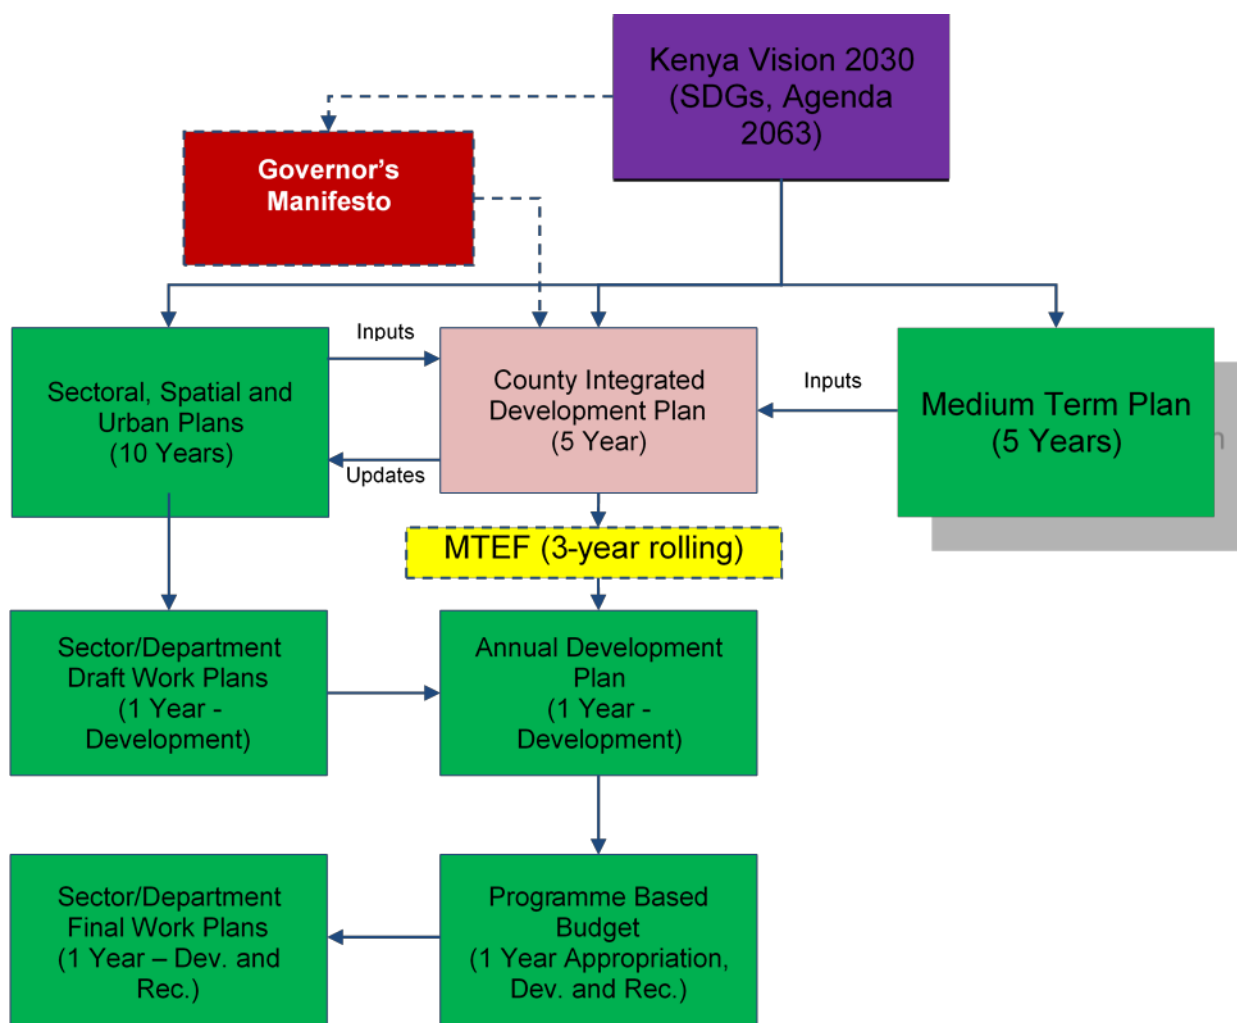 Kenya Vision 2030
(SDGs, Agenda
2063)
Governor’s
Manifesto
Inputs
Sectoral, Spatial and
Urban Plans
(10 Years)
County Integrated
Development Plan
(5 Year)
Inputs
Medium Term Plan
(5 Years)
Updates
MTEF (3-year rolling)
Sector/Department
Draft Work Plans
(1 Year -
Development)
Annual Development
Plan
(1 Year -
Development)
Sector/Department
Final Work Plans
(1 Year – Dev. and
Rec.)
Programme Based
Budget
(1 Year Appropriation,
Dev. and Rec.)